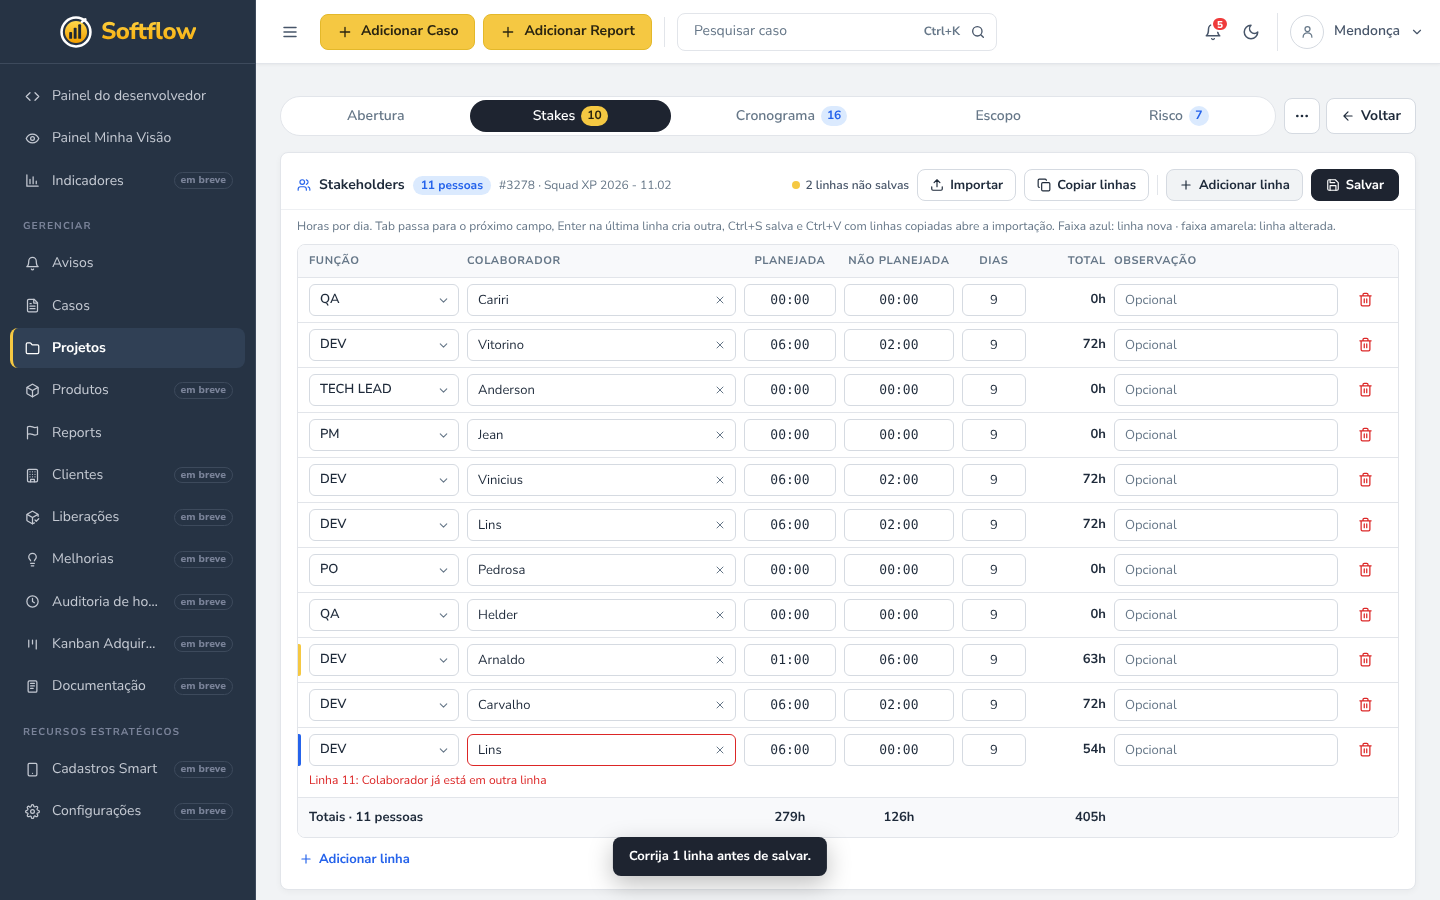 Softflow
Adicionar Caso
Adicionar Report
Pesquisar caso
Ctrl+K
5
Mendonça
Painel do desenvolvedor
Painel Minha Visão
Indicadores em breve
GERENCIAR
Avisos
Casos
Projetos
Produtos em breve
Reports
Clientes em breve
Liberações em breve
Melhorias em breve
Auditoria de ho... em breve
Kanban Adquir... em breve
Documentação em breve
RECURSOS ESTRATÉGICOS
Cadastros Smart em breve
Configurações em breve
Abertura
Stakes 10
Cronograma 16
Escopo
Risco 7
Voltar
Stakeholders 11 pessoas #3278 · Squad XP 2026 - 11.02
2 linhas não salvas
Importar
Copiar linhas
Adicionar linha
Salvar
Horas por dia. Tab passa para o próximo campo, Enter na última linha cria outra, Ctrl+S salva e Ctrl+V com linhas copiadas abre a importação. Faixa azul: linha nova · faixa amarela: linha alterada.
FUNÇÃO COLABORADOR PLANEJADA NÃO PLANEJADA DIAS TOTAL OBSERVAÇÃO
QA Cariri 00:00 00:00 9 0h Opcional
DEV Vitorino 06:00 02:00 9 72h Opcional
TECH LEAD Anderson 00:00 00:00 9 0h Opcional
PM Jean 00:00 00:00 9 0h Opcional
DEV Vinicius 06:00 02:00 9 72h Opcional
DEV Lins 06:00 02:00 9 72h Opcional
PO Pedrosa 00:00 00:00 9 0h Opcional
QA Helder 00:00 00:00 9 0h Opcional
DEV Arnaldo 01:00 06:00 9 63h Opcional
DEV Carvalho 06:00 02:00 9 72h Opcional
DEV Lins 06:00 00:00 9 54h Opcional
Linha 11: Colaborador já está em outra linha
Totais · 11 pessoas 279h 126h 405h
Adicionar linha
Corrija 1 linha antes de salvar.